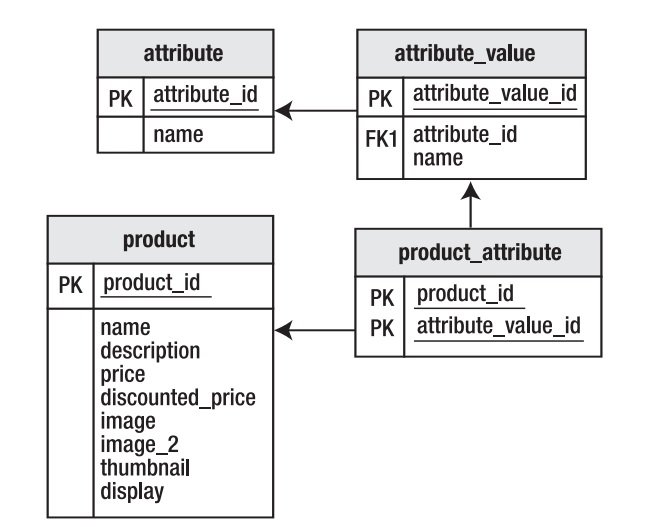 attribute
PK attribute_id
name
attribute_value
PK attribute_value_id
FK1 attribute_id
name
product
PK product_id
name
description
price
discounted_price
image
image_2
thumbnail
display
product_attribute
PK product_id
PK attribute_value_id